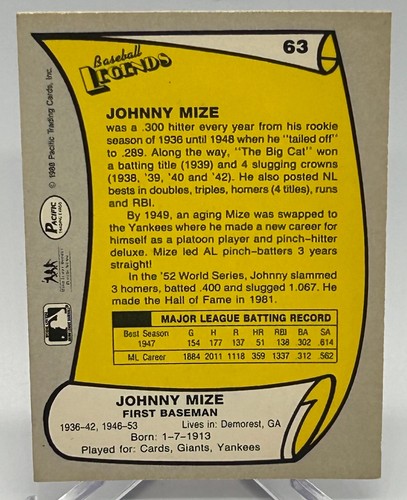 63
Baseball
LEGENDS
© 1988 Pacific Trading Cards, Inc.
PACIFIC
TRADING CARDS
JOHNNY MIZE
was a .300 hitter every year from his rookie
season of 1936 until 1948 when he "tailed off"
to .289. Along the way, "The Big Cat" won
a batting title (1939) and 4 slugging crowns
(1938, '39, '40 and '42). He also posted NL
bests in doubles, triples, homers (4 titles), runs
and RBI.
By 1949, an aging Mize was swapped to
the Yankees where he made a new career for
himself as a platoon player and pinch-hitter
deluxe. Mize led AL pinch-batters 3 years
straight!
In the '52 World Series, Johnny slammed
3 homers, batted .400 and slugged 1.067. He
made the Hall of Fame in 1981.
MAJOR LEAGUE BATTING RECORD
Best Season G H R HR RBI BA SA
1947 154 177 137 51 138 .302 .614
ML Career 1884 2011 1118 359 1337 .312 .562
JOHNNY MIZE
FIRST BASEMAN
1936-42, 1946-53 Lives in: Demorest, GA
Born: 1-7-1913
Played for: Cards, Giants, Yankees